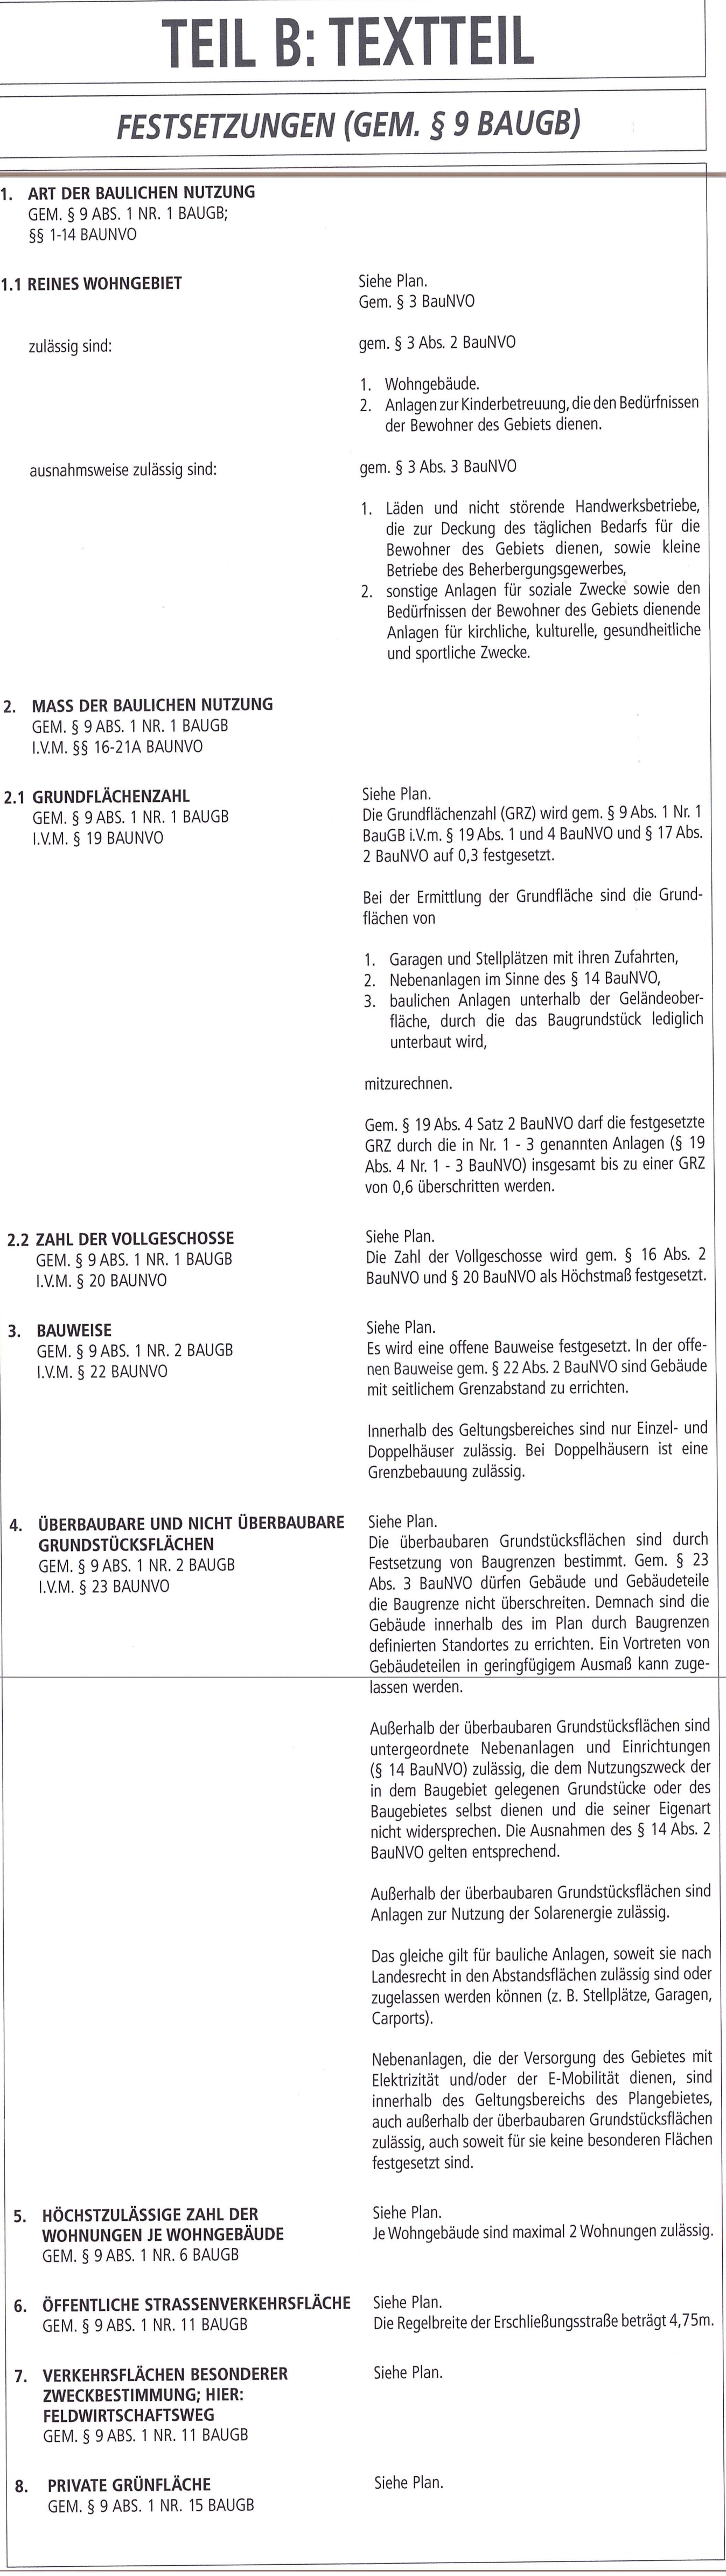 TEIL B: TEXTTEIL
FESTSETZUNGEN (GEM. § 9 BAUGB)
1. ART DER BAULICHEN NUTZUNG
GEM. § 9 ABS. 1 NR. 1 BAUGB;
§§ 1-14 BAUNVO
1.1 REINES WOHNGEBIET
Siehe Plan.
Gem. § 3 BauNVO
zulässig sind:
gem. § 3 Abs. 2 BauNVO
1. Wohngebäude.
2. Anlagen zur Kinderbetreuung, die den Bedürfnissen
der Bewohner des Gebiets dienen.
ausnahmsweise zulässig sind:
gem. § 3 Abs. 3 BauNVO
1. Läden und nicht störende Handwerksbetriebe,
die zur Deckung des täglichen Bedarfs für die
Bewohner des Gebiets dienen, sowie kleine
Betriebe des Beherbergungsgewerbes,
2. sonstige Anlagen für soziale Zwecke sowie den
Bedürfnissen der Bewohner des Gebiets dienende
Anlagen für kirchliche, kulturelle, gesundheitliche
und sportliche Zwecke.
2. MASS DER BAULICHEN NUTZUNG
GEM. § 9 ABS. 1 NR. 1 BAUGB
I.V.M. §§ 16-21A BAUNVO
2.1 GRUNDFLÄCHENZAHL
GEM. § 9 ABS. 1 NR. 1 BAUGB
I.V.M. § 19 BAUNVO
Siehe Plan.
Die Grundflächenzahl (GRZ) wird gem. § 9 Abs. 1 Nr. 1
BauGB i.V.m. § 19 Abs. 1 und 4 BauNVO und § 17 Abs.
2 BauNVO auf 0,3 festgesetzt.
Bei der Ermittlung der Grundfläche sind die Grund-
flächen von
1. Garagen und Stellplätzen mit ihren Zufahrten,
2. Nebenanlagen im Sinne des § 14 BauNVO,
3. baulichen Anlagen unterhalb der Geländeober-
fläche, durch die das Baugrundstück lediglich
unterbaut wird,
mitzurechnen.
Gem. § 19 Abs. 4 Satz 2 BauNVO darf die festgesetzte
GRZ durch die in Nr. 1 - 3 genannten Anlagen (§ 19
Abs. 4 Nr. 1 - 3 BauNVO) insgesamt bis zu einer GRZ
von 0,6 überschritten werden.
2.2 ZAHL DER VOLLGESCHOSSE
GEM. § 9 ABS. 1 NR. 1 BAUGB
I.V.M. § 20 BAUNVO
Siehe Plan.
Die Zahl der Vollgeschosse wird gem. § 16 Abs. 2
BauNVO und § 20 BauNVO als Höchstmaß festgesetzt.
3. BAUWEISE
GEM. § 9 ABS. 1 NR. 2 BAUGB
I.V.M. § 22 BAUNVO
Siehe Plan.
Es wird eine offene Bauweise festgesetzt. In der offe-
nen Bauweise gem. § 22 Abs. 2 BauNVO sind Gebäude
mit seitlichem Grenzabstand zu errichten.
Innerhalb des Geltungsbereiches sind nur Einzel- und
Doppelhäuser zulässig. Bei Doppelhäusern ist eine
Grenzbebauung zulässig.
4. ÜBERBAUBARE UND NICHT ÜBERBAUBARE
GRUNDSTÜCKSFLÄCHEN
GEM. § 9 ABS. 1 NR. 2 BAUGB
I.V.M. § 23 BAUNVO
Siehe Plan.
Die überbaubaren Grundstücksflächen sind durch
Festsetzung von Baugrenzen bestimmt. Gem. § 23
Abs. 3 BauNVO dürfen Gebäude und Gebäudeteile
die Baugrenze nicht überschreiten. Demnach sind die
Gebäude innerhalb des im Plan durch Baugrenzen
definierten Standortes zu errichten. Ein Vortreten von
Gebäudeteilen in geringfügigem Ausmaß kann zuge-
lassen werden.
Außerhalb der überbaubaren Grundstücksflächen sind
untergeordnete Nebenanlagen und Einrichtungen
(§ 14 BauNVO) zulässig, die dem Nutzungszweck der
in dem Baugebiet gelegenen Grundstücke oder des
Baugebietes selbst dienen und die seiner Eigenart
nicht widersprechen. Die Ausnahmen des § 14 Abs. 2
BauNVO gelten entsprechend.
Außerhalb der überbaubaren Grundstücksflächen sind
Anlagen zur Nutzung der Solarenergie zulässig.
Das gleiche gilt für bauliche Anlagen, soweit sie nach
Landesrecht in den Abstandsflächen zulässig sind oder
zugelassen werden können (z. B. Stellplätze, Garagen,
Carports).
Nebenanlagen, die der Versorgung des Gebietes mit
Elektrizität und/oder der E-Mobilität dienen, sind
innerhalb des Geltungsbereichs des Plangebietes,
auch außerhalb der überbaubaren Grundstücksflächen
zulässig, auch soweit für sie keine besonderen Flächen
festgesetzt sind.
5. HÖCHSTZULÄSSIGE ZAHL DER
WOHNUNGEN JE WOHNGEBÄUDE
GEM. § 9 ABS. 1 NR. 6 BAUGB
Siehe Plan.
Je Wohngebäude sind maximal 2 Wohnungen zulässig.
6. ÖFFENTLICHE STRASSENVERKEHRSFLÄCHE
GEM. § 9 ABS. 1 NR. 11 BAUGB
Siehe Plan.
Die Regelbreite der Erschließungsstraße beträgt 4,75m.
7. VERKEHRSFLÄCHEN BESONDERER
ZWECKBESTIMMUNG; HIER:
FELDWIRTSCHAFTSWEG
GEM. § 9 ABS. 1 NR. 11 BAUGB
Siehe Plan.
8. PRIVATE GRÜNFLÄCHE
GEM. § 9 ABS. 1 NR. 15 BAUGB
Siehe Plan.